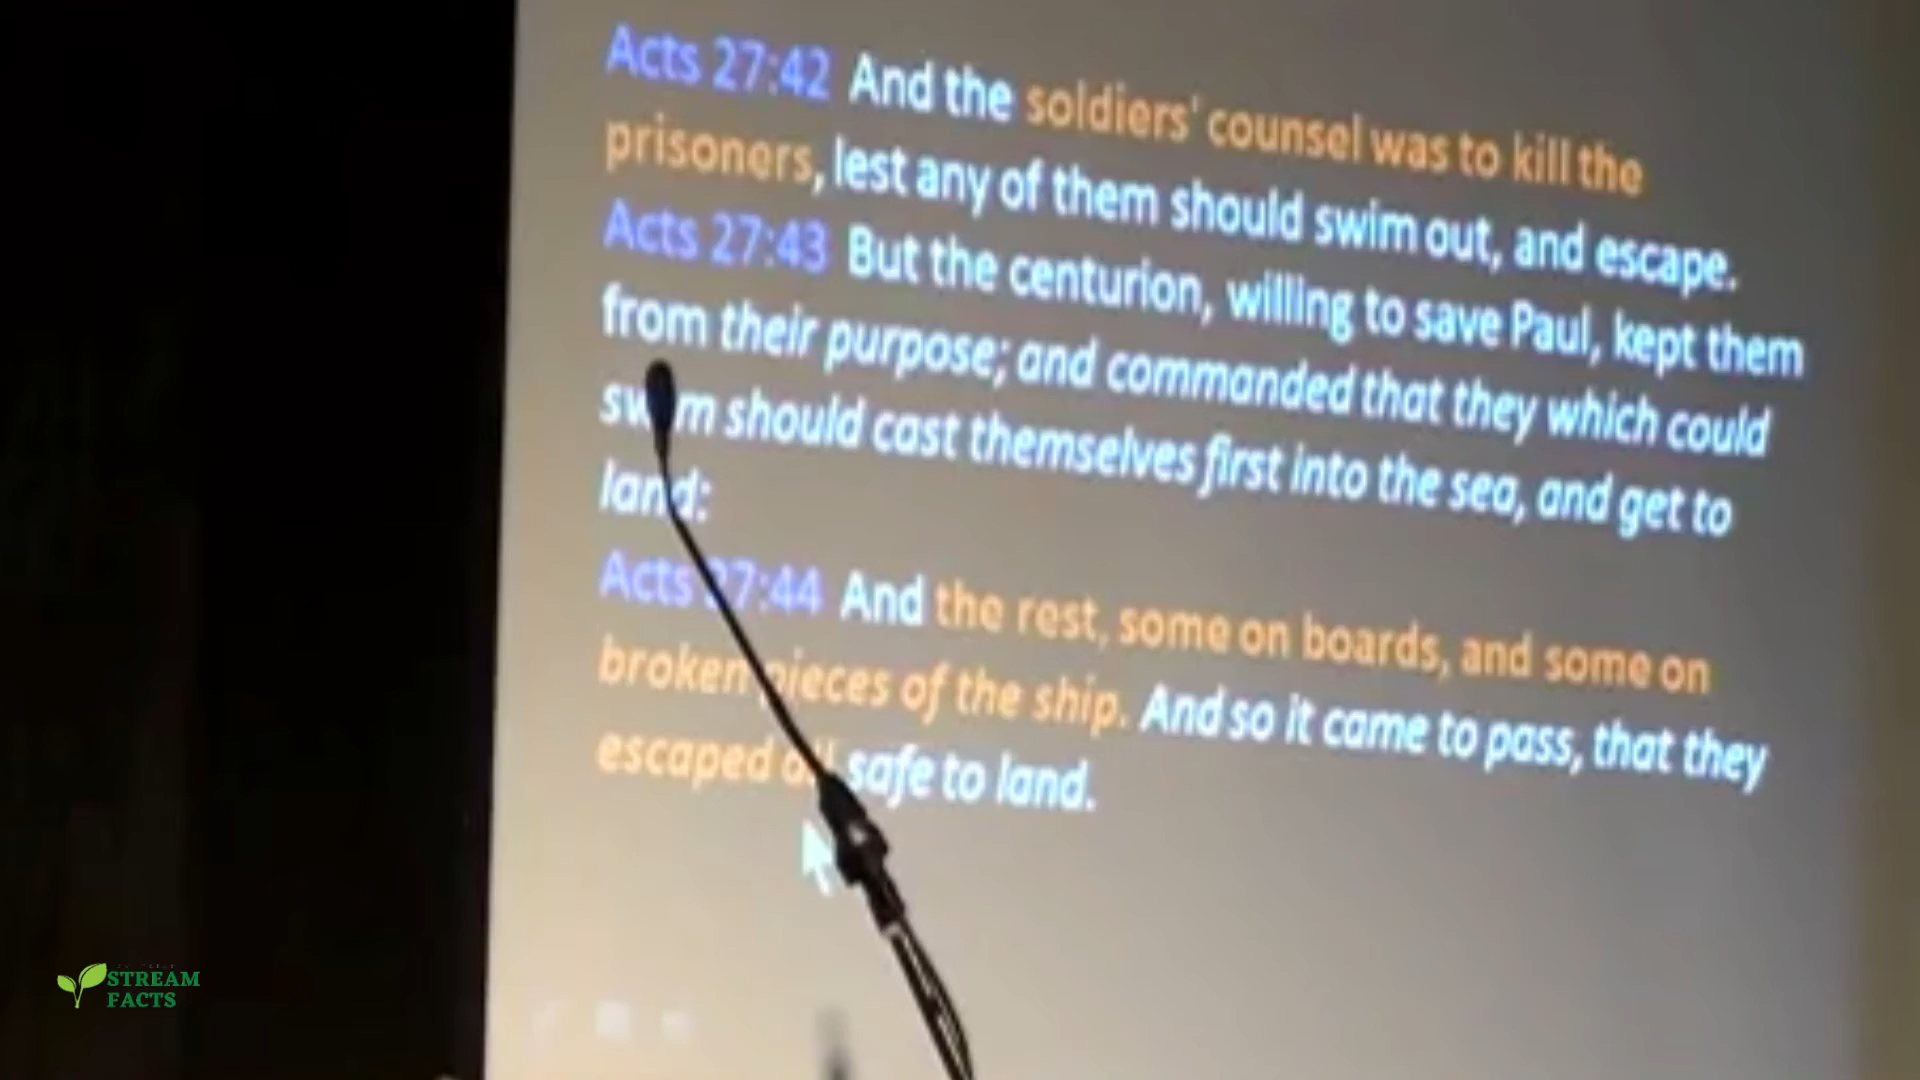 Acts 27:42 And the soldiers' counsel was to kill the
prisoners, lest any of them should swim out, and escape.
Acts 27:43 But the centurion, willing to save Paul, kept them
from their purpose; and commanded that they which could
swim should cast themselves first into the sea, and get to
land:
Acts 27:44 And the rest, some on boards, and some on
broken pieces of the ship. And so it came to pass, that they
escaped all safe to land.
STREAM
FACTS